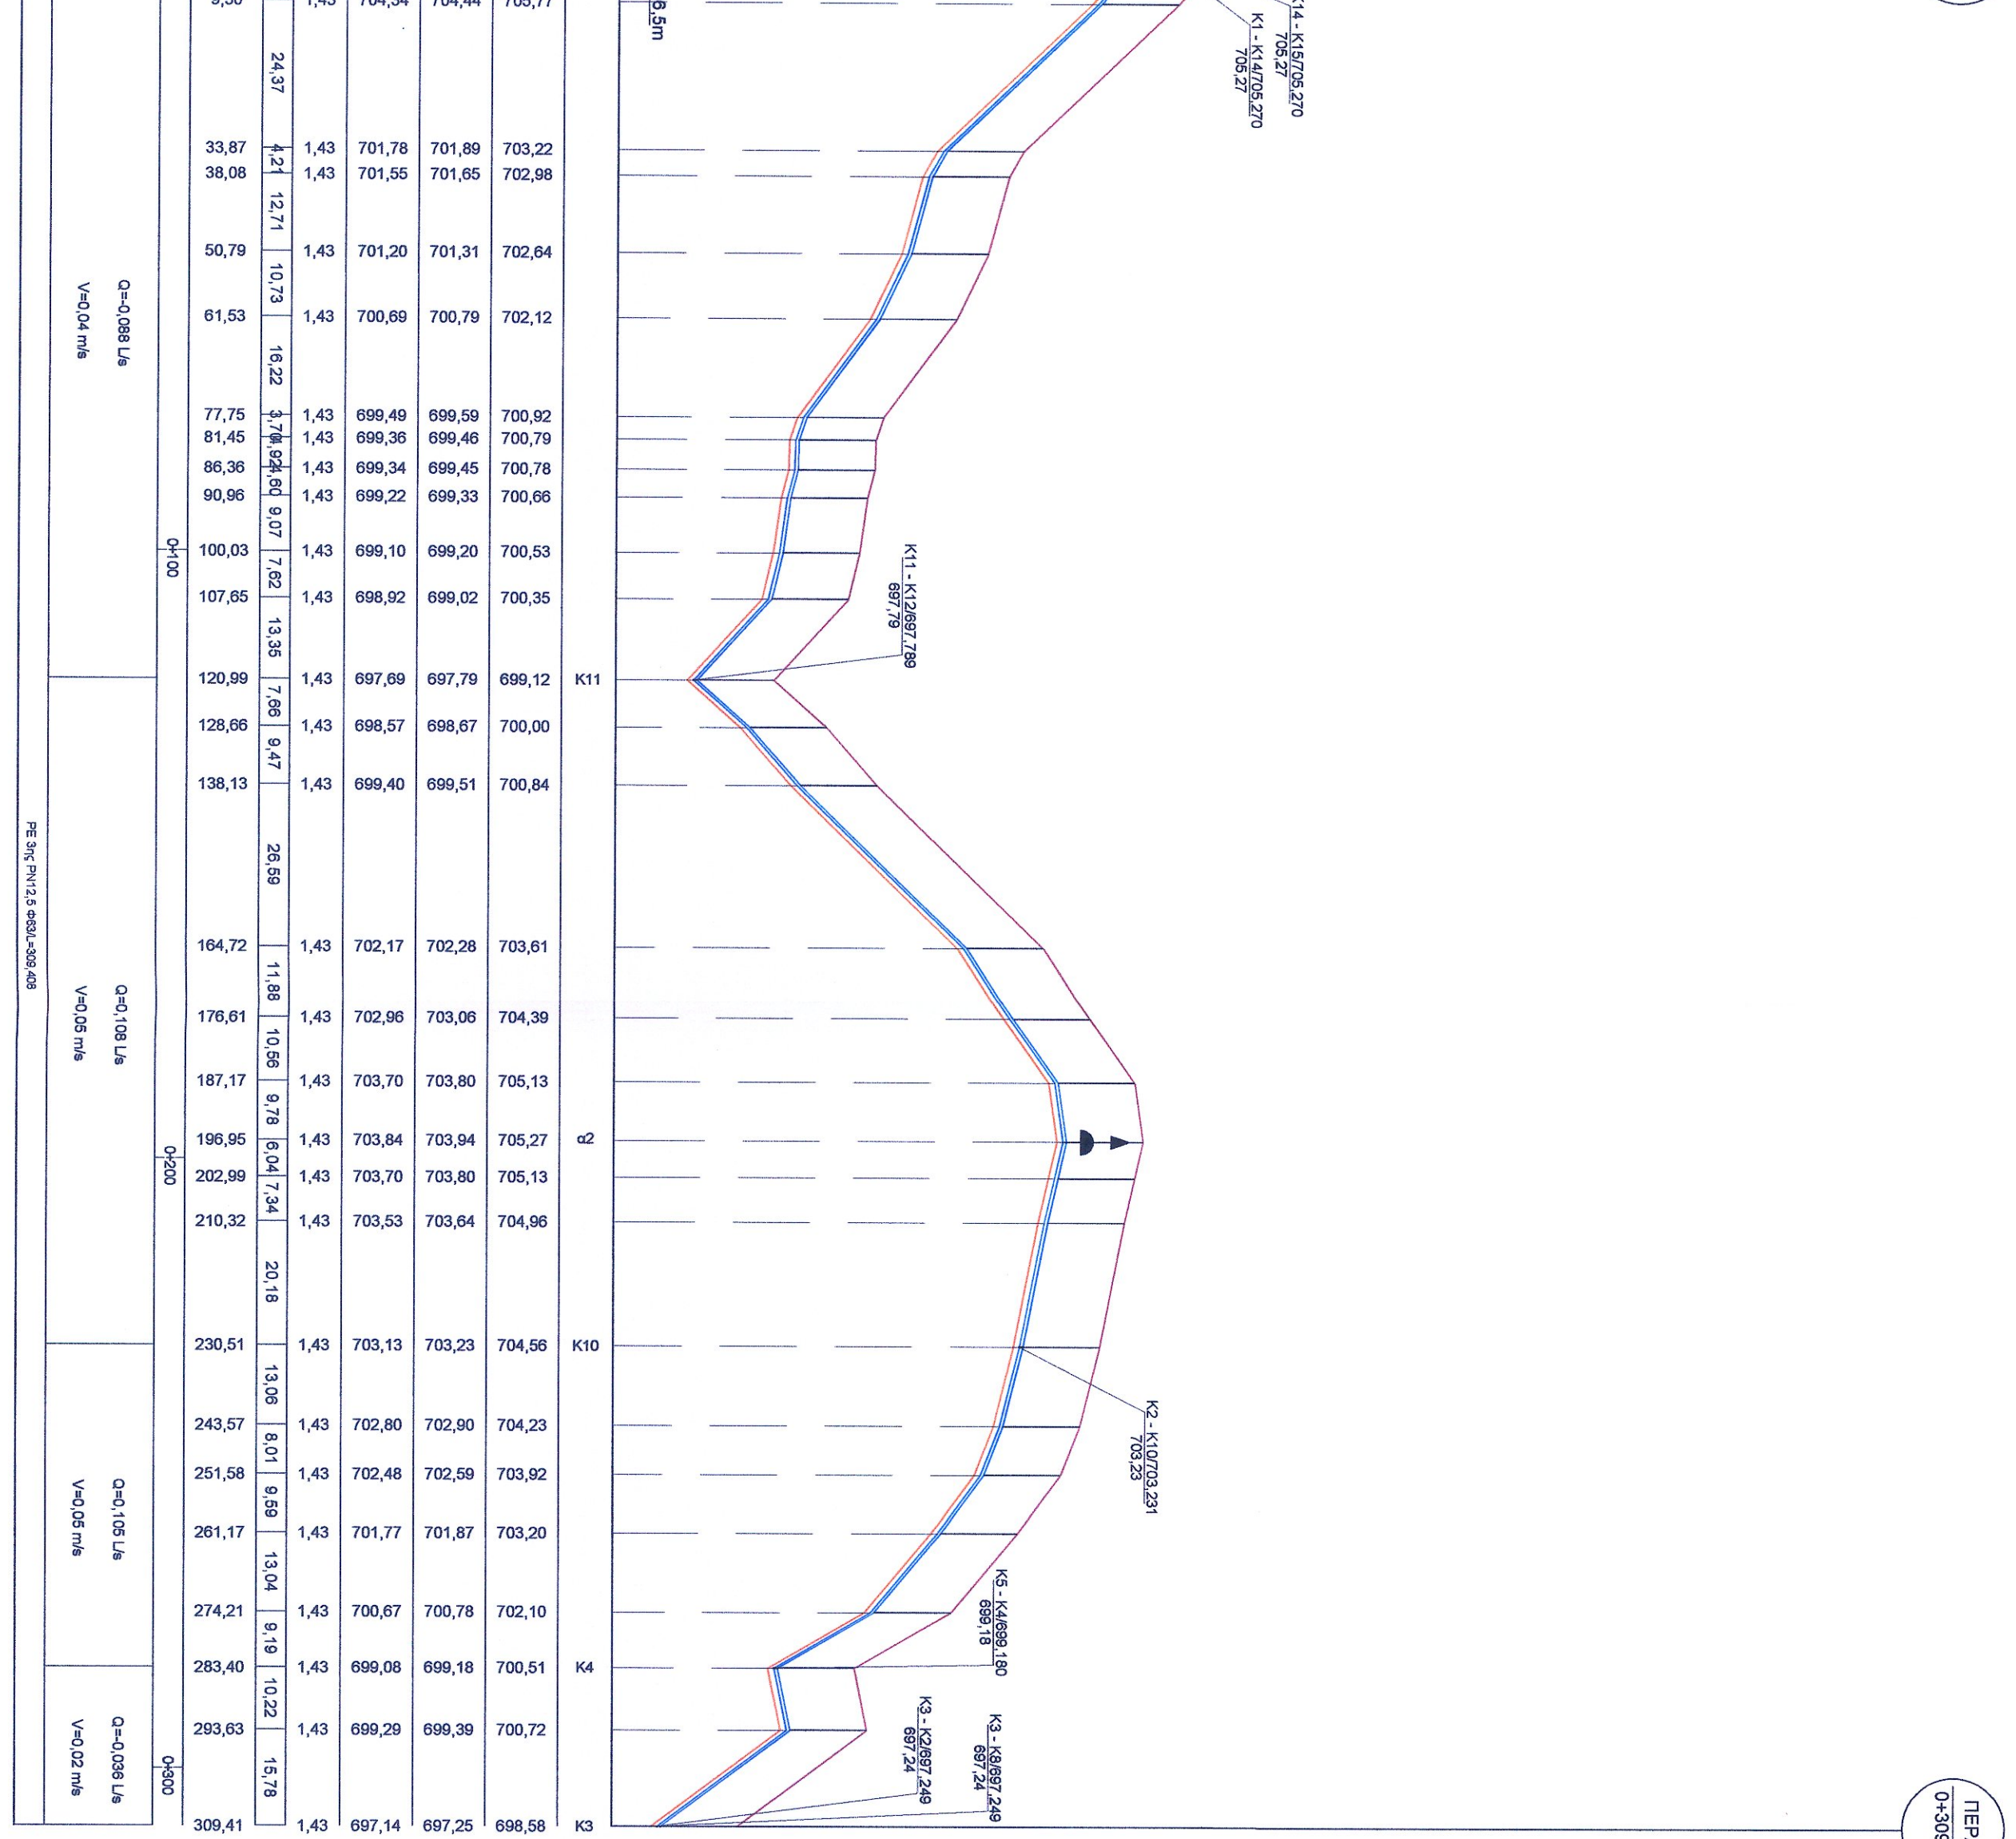 9,50 1,43 704,34 704,44 705,77
24,37
33,87 1,43 701,78 701,89 703,22
4,21
38,08 1,43 701,55 701,65 702,98
12,71
50,79 1,43 701,20 701,31 702,64
10,73
61,53 1,43 700,69 700,79 702,12
16,22
77,75 1,43 699,49 699,59 700,92
3,70
81,45 1,43 699,36 699,46 700,79
4,92
86,36 1,43 699,34 699,45 700,78
4,60
90,96 1,43 699,22 699,33 700,66
9,07
100,03 1,43 699,10 699,20 700,53
7,62
107,65 1,43 698,92 699,02 700,35
13,35
120,99 1,43 697,69 697,79 699,12 K11
7,66
128,66 1,43 698,57 698,67 700,00
9,47
138,13 1,43 699,40 699,51 700,84
26,59
164,72 1,43 702,17 702,28 703,61
11,88
176,61 1,43 702,96 703,06 704,39
10,56
187,17 1,43 703,70 703,80 705,13
9,78
196,95 1,43 703,84 703,94 705,27 α2
6,04
202,99 1,43 703,70 703,80 705,13
7,34
210,32 1,43 703,53 703,64 704,96
20,18
230,51 1,43 703,13 703,23 704,56 K10
13,06
243,57 1,43 702,80 702,90 704,23
8,01
251,58 1,43 702,48 702,59 703,92
9,59
261,17 1,43 701,77 701,87 703,20
13,04
274,21 1,43 700,67 700,78 702,10
9,19
283,40 1,43 699,08 699,18 700,51 K4
10,22
293,63 1,43 699,29 699,39 700,72
15,78
309,41 1,43 697,14 697,25 698,58 K3
0+100
0+200
0+300
Q=-0,088 L/s
V=0,04 m/s
Q=0,108 L/s
V=0,05 m/s
Q=0,105 L/s
V=0,05 m/s
Q=-0,036 L/s
V=0,02 m/s
PE 3ης PN12,5 Φ63/L=309,408
6,5m
K14 - K15/705,270
705,27
K1 - K14/705,270
705,27
K11 - K12/697,789
697,79
K2 - K10/703,231
703,23
K5 - K4/699,180
699,18
K3 - K8/697,249
697,24
K3 - K2/697,249
697,24
ΠΕΡ.
0+309